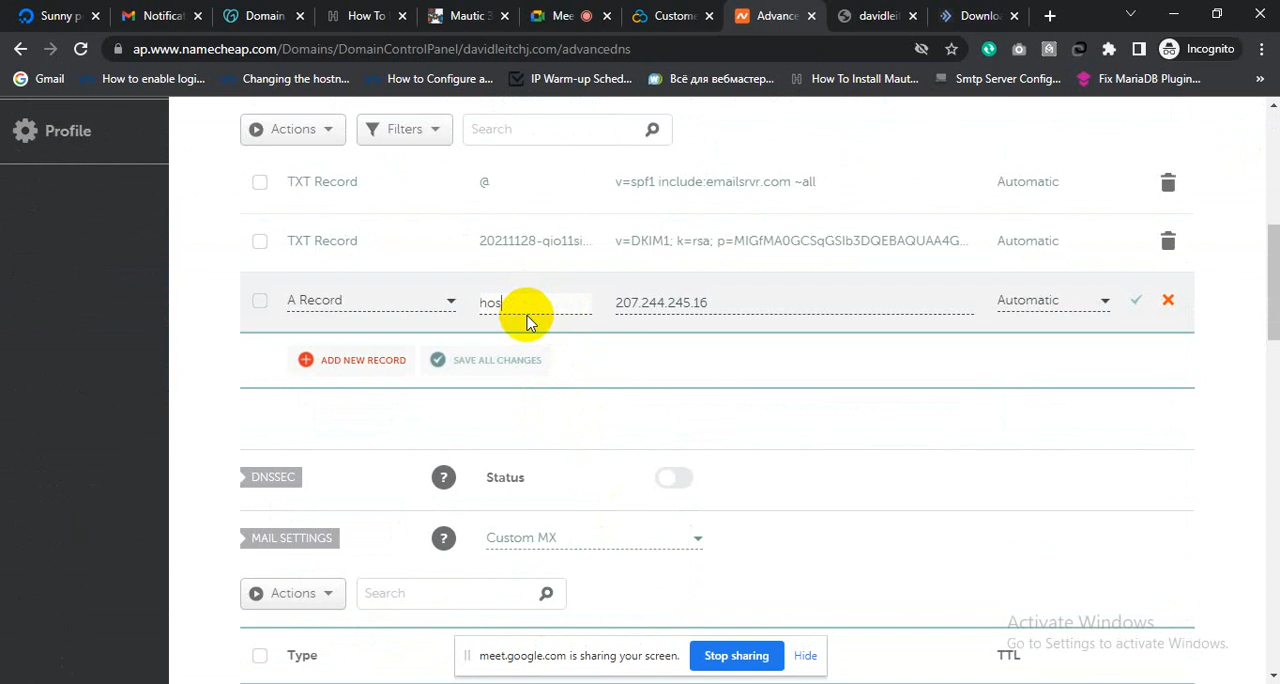 Sunny p
Notificat
Domain
How To
Mautic 3
Mee
Custome
Advance
davidleit
Downlo
ap.www.namecheap.com/Domains/DomainControlPanel/davidleitchj.com/advancedns
Incognito
Gmail
How to enable logi...
Changing the hostn...
How to Configure a...
IP Warm-up Sched...
Всё для вебмастер...
How To Install Maut...
Smtp Server Config...
Fix MariaDB Plugin...
»
Profile
Actions
Filters
Search
TXT Record @ v=spf1 include:emailsrvr.com ~all Automatic
TXT Record 20211128-qio11si... v=DKIM1; k=rsa; p=MIGfMA0GCSqGSIb3DQEBAQUAA4G... Automatic
A Record hos 207.244.245.16 Automatic
ADD NEW RECORD
SAVE ALL CHANGES
DNSSEC ? Status
MAIL SETTINGS ? Custom MX
Actions
Search
Activate Windows
Go to Settings to activate Windows.
Type TTL
meet.google.com is sharing your screen. Stop sharing Hide